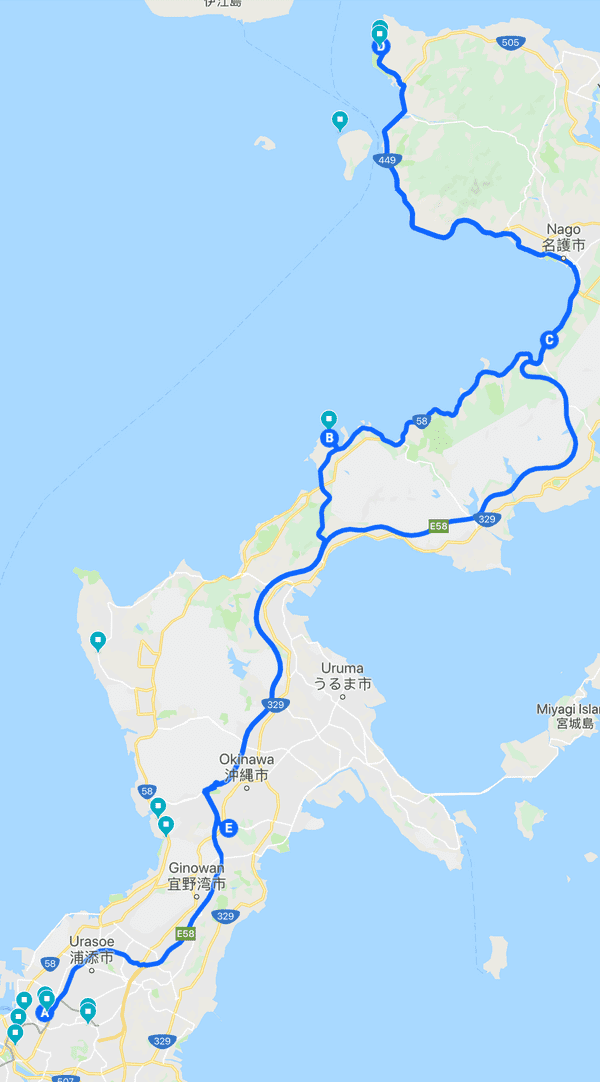 伊江島
D
505
449
Nago
名護市
C
58
B
E58
329
Uruma
うるま市
329
Miyagi Islan
宮城島
Okinawa
沖縄市
58
E
Ginowan
宜野湾市
329
E58
Urasoe
浦添市
58
A
329
507